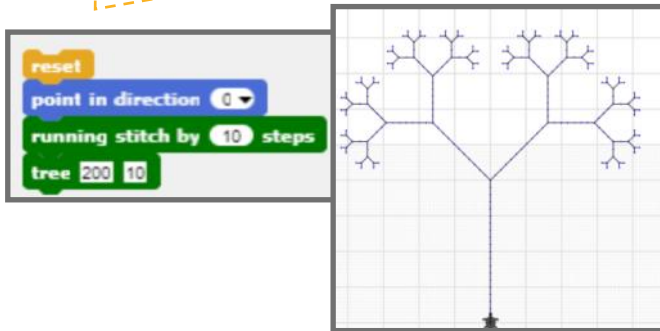 reset
point in direction 0
running stitch by 10 steps
tree 200 10